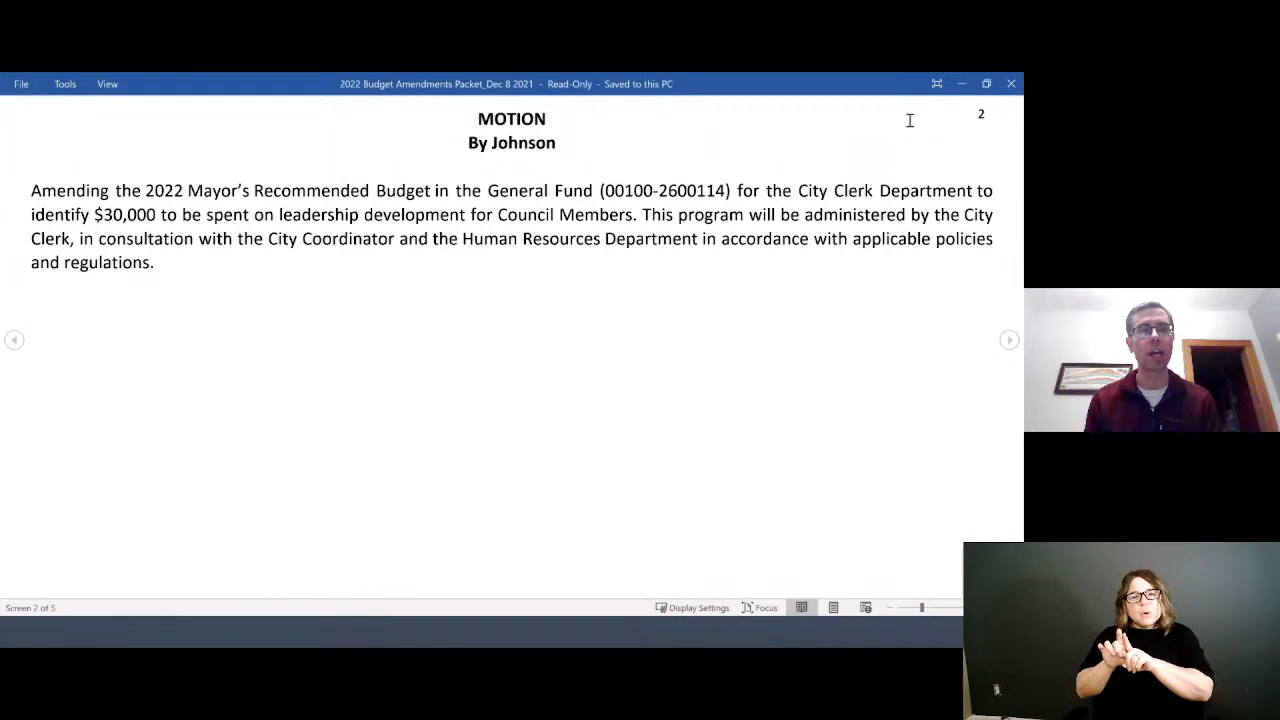 File Tools View 2022 Budget Amendments Packet_Dec 8 2021 - Read-Only - Saved to this PC
2
MOTION
By Johnson
Amending the 2022 Mayor's Recommended Budget in the General Fund (00100-2600114) for the City Clerk Department to
identify $30,000 to be spent on leadership development for Council Members. This program will be administered by the City
Clerk, in consultation with the City Coordinator and the Human Resources Department in accordance with applicable policies
and regulations.
Screen 2 of 5 Display Settings Focus